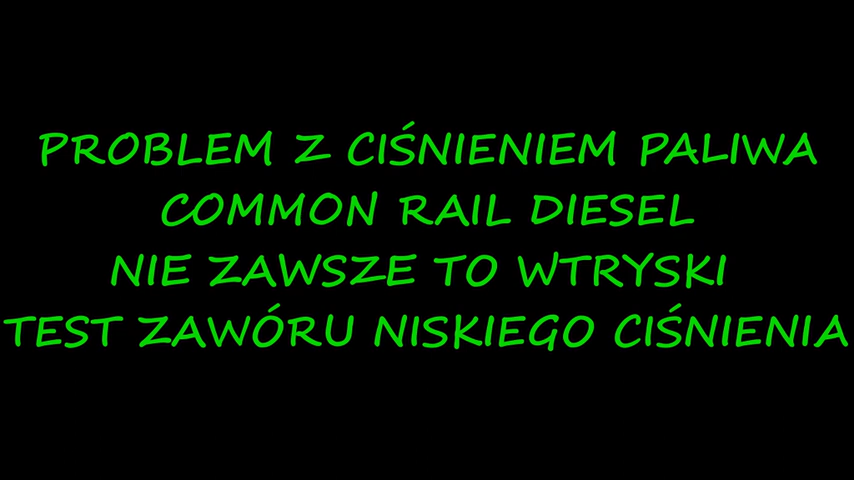 PROBLEM Z CIŚNIENIEM PALIWA
COMMON RAIL DIESEL
NIE ZAWSZE TO WTRYSKI
TEST ZAWÓRU NISKIEGO CIŚNIENIA